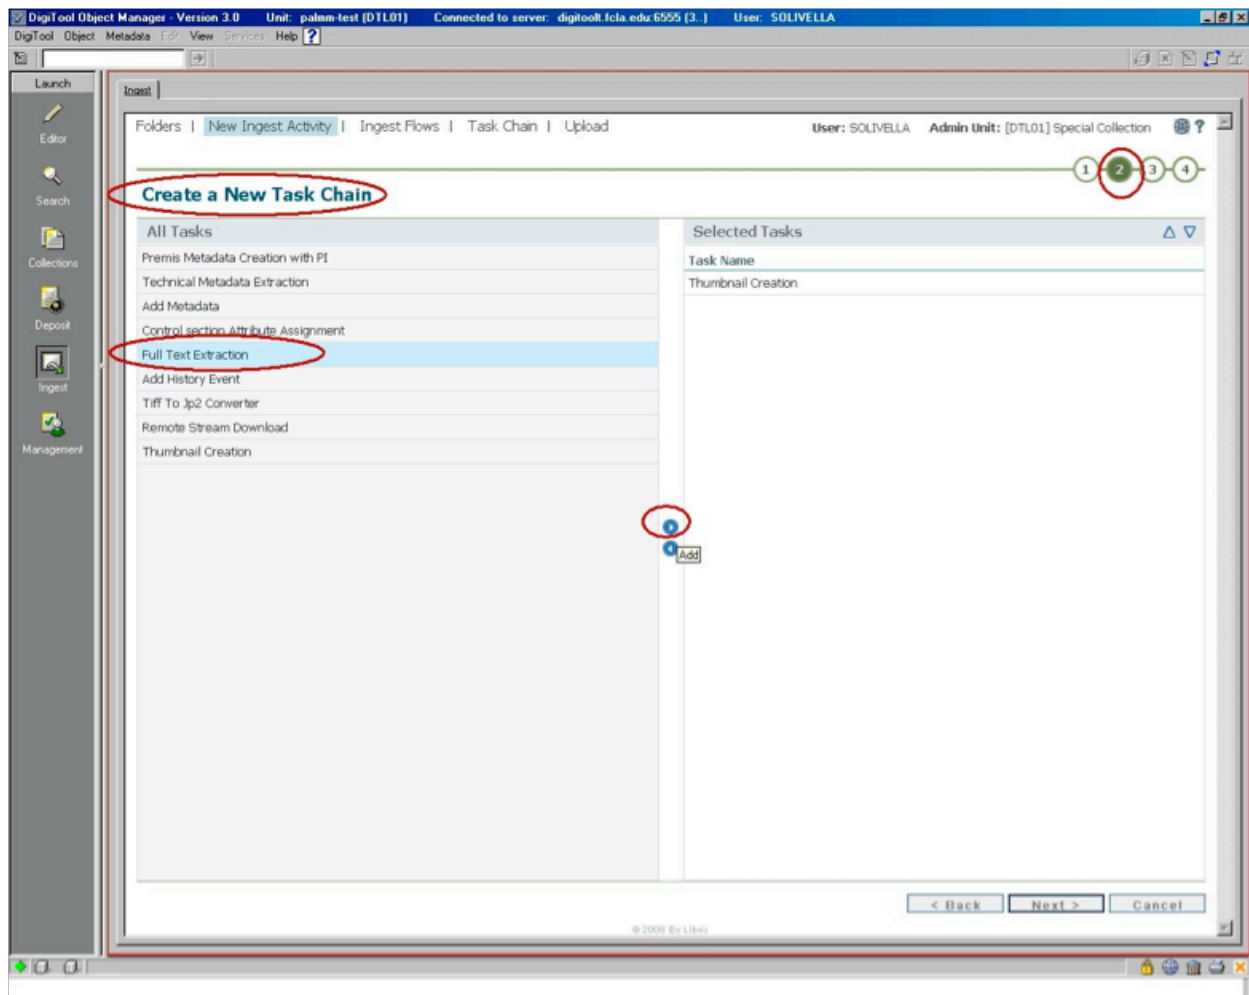 DigiTool Object Manager - Version 3.0 Unit: palmm-test (DTL01) Connected to server: digitoolt.fcla.edu:6555 (3..) User: SOLIVELLA
DigiTool Object Metadata Edit View Services Help ?
Launch
Editor
Search
Collections
Deposit
Ingest
Management
Ingest
Folders | New Ingest Activity | Ingest Flows | Task Chain | Upload
User: SOLIVELLA Admin Unit: [DTL01] Special Collection ?
1 2 3 4
Create a New Task Chain
All Tasks
Premis Metadata Creation with PI
Technical Metadata Extraction
Add Metadata
Control section Attribute Assignment
Full Text Extraction
Add History Event
Tiff To Jp2 Converter
Remote Stream Download
Thumbnail Creation
Selected Tasks
Task Name
Thumbnail Creation
Add
< Back Next > Cancel
© 2008 Ex Libris